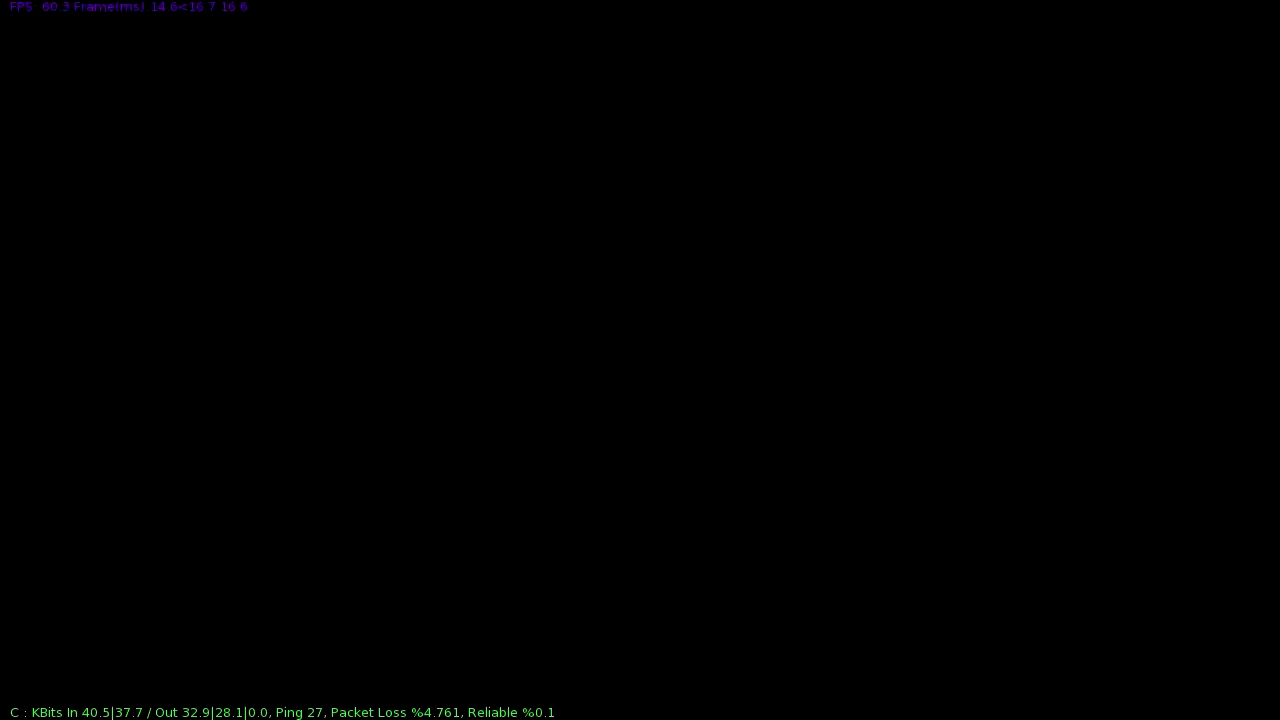 FPS: 60.3 Frame(ms) 14.6<16.7 16.6
C : KBits In 40.5|37.7 / Out 32.9|28.1|0.0, Ping 27, Packet Loss %4.761, Reliable %0.1